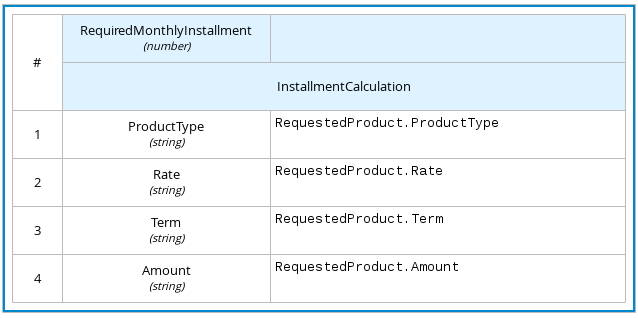 #
RequiredMonthlyInstallment
(number)
InstallmentCalculation
1
ProductType
(string)
RequestedProduct.ProductType
2
Rate
(string)
RequestedProduct.Rate
3
Term
(string)
RequestedProduct.Term
4
Amount
(string)
RequestedProduct.Amount